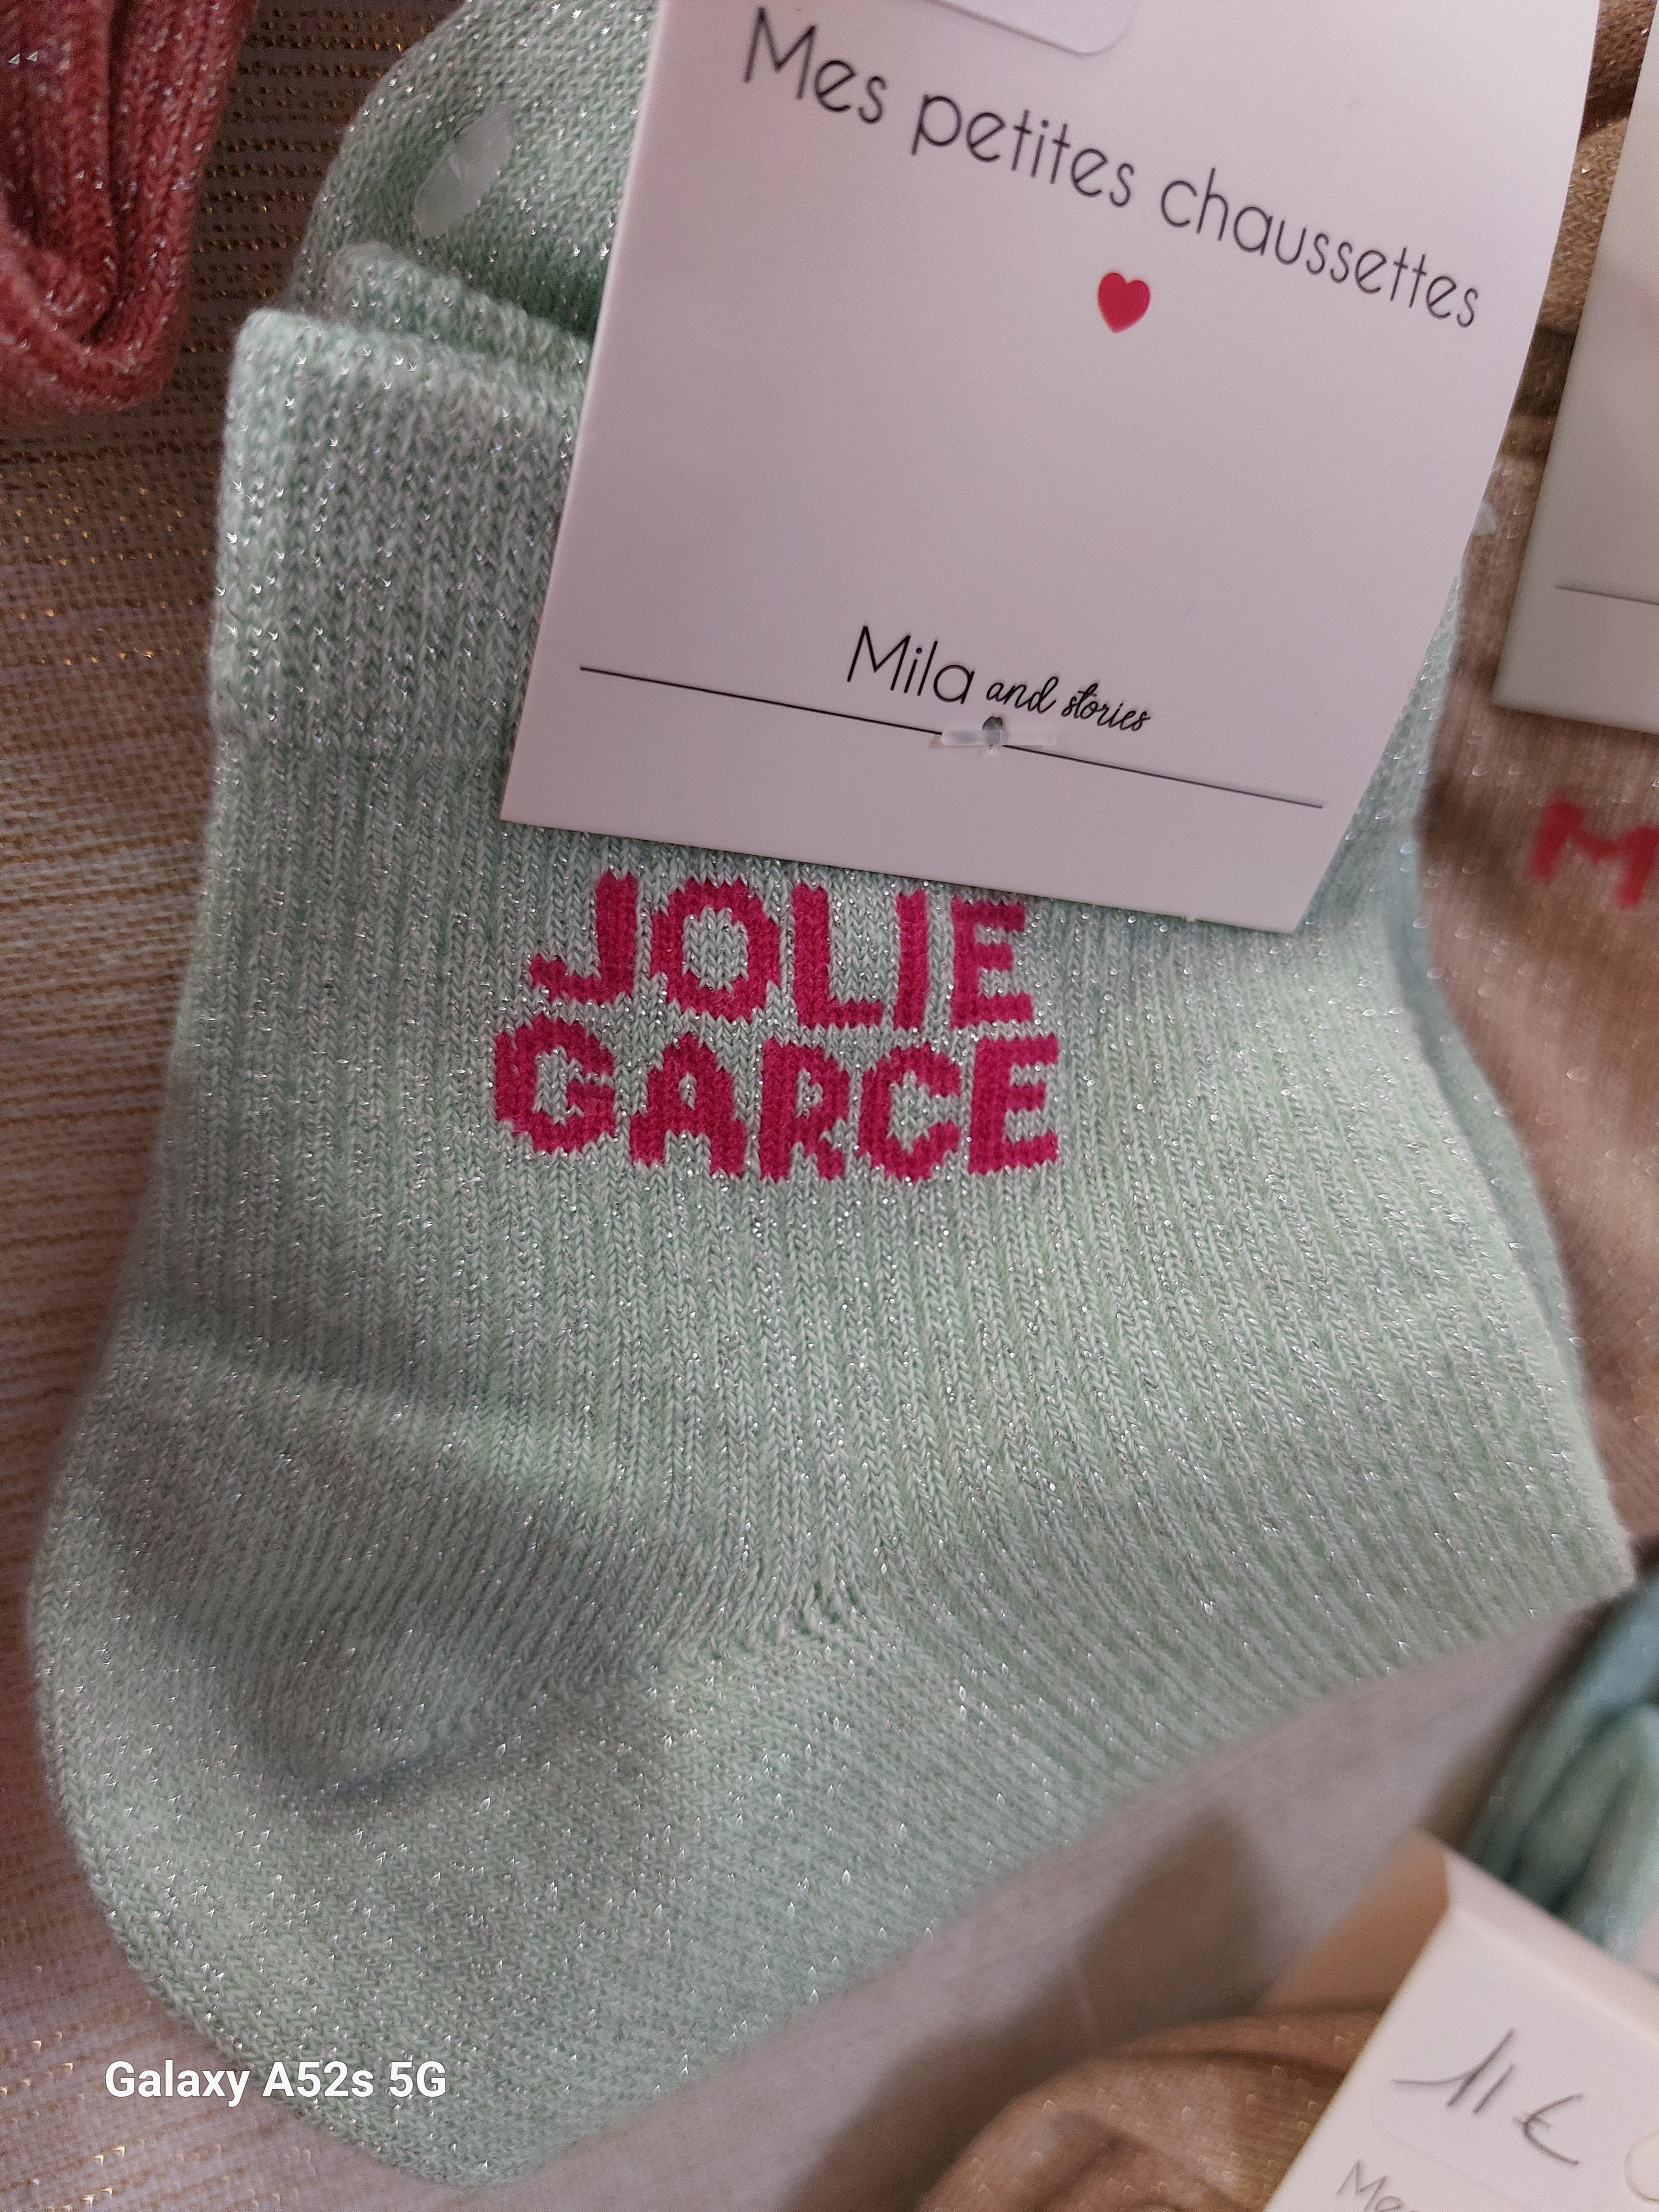 Mes petites chaussettes
Mila and stories
JOLIE
GARCE
M
11 €
Galaxy A52s 5G